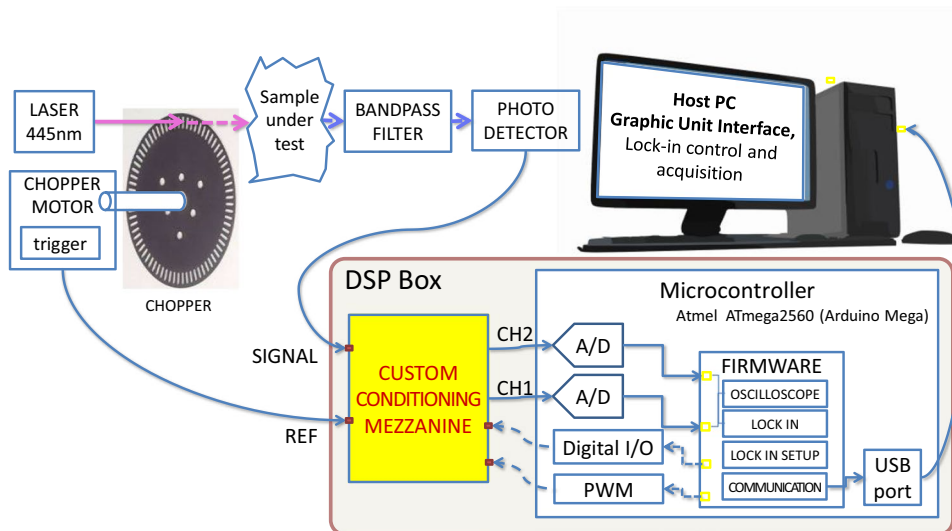 LASER
445nm
Sample
under
test
BANDPASS
FILTER
PHOTO
DETECTOR
Host PC
Graphic Unit Interface,
Lock-in control and
acquisition
CHOPPER
MOTOR
trigger
CHOPPER
DSP Box
Microcontroller
Atmel ATmega2560 (Arduino Mega)
SIGNAL
REF
CUSTOM
CONDITIONING
MEZZANINE
CH2
CH1
A/D
A/D
Digital I/O
PWM
FIRMWARE
OSCILLOSCOPE
LOCK IN
LOCK IN SETUP
COMMUNICATION
USB
port